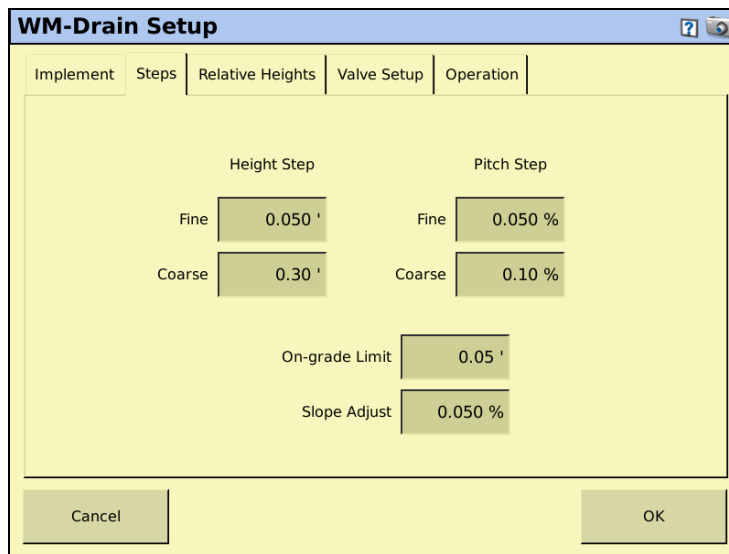 WM-Drain Setup ?
Implement Steps Relative Heights Valve Setup Operation
Height Step Pitch Step
Fine 0.050 ' Fine 0.050 %
Coarse 0.30 ' Coarse 0.10 %
On-grade Limit 0.05 '
Slope Adjust 0.050 %
Cancel OK